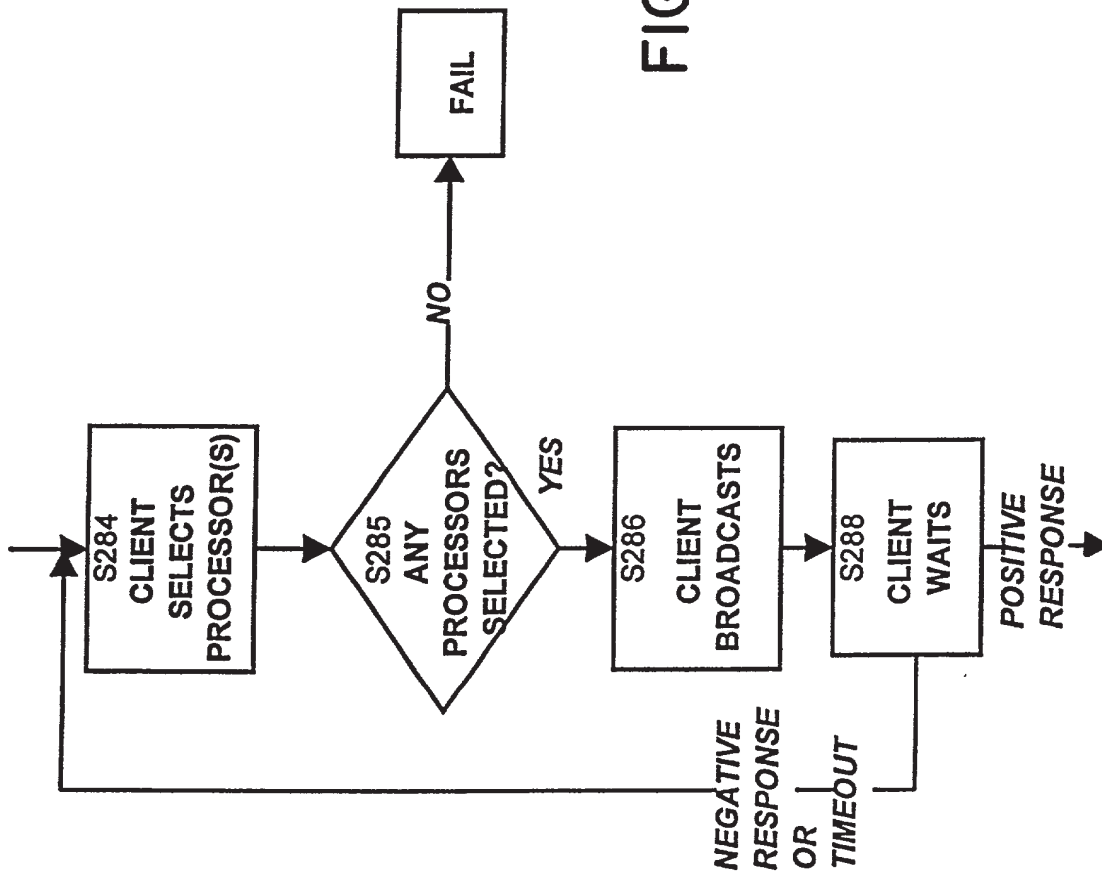 S284
CLIENT
SELECTS
PROCESSOR(S)
S285
ANY
PROCESSORS
SELECTED?
NO
FAIL
YES
S286
CLIENT
BROADCASTS
S288
CLIENT
WAITS
NEGATIVE
RESPONSE
OR
TIMEOUT
POSITIVE
RESPONSE
FIG